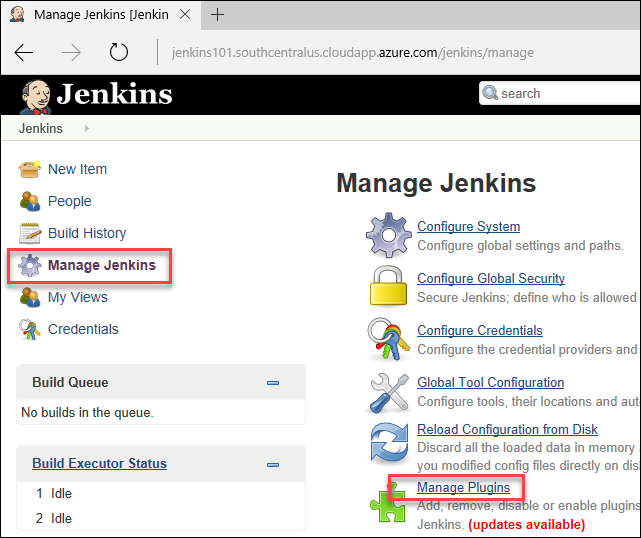 Manage Jenkins [Jenkin
jenkins101.southcentralus.cloudapp.azure.com/jenkins/manage
Jenkins
search
Jenkins
New Item
People
Build History
Manage Jenkins
My Views
Credentials
Build Queue
No builds in the queue.
Build Executor Status
1 Idle
2 Idle
Manage Jenkins
Configure System
Configure global settings and paths.
Configure Global Security
Secure Jenkins; define who is allowed
Configure Credentials
Configure the credential providers and
Global Tool Configuration
Configure tools, their locations and aut
Reload Configuration from Disk
Discard all the loaded data in memory
you modified config files directly on dis
Manage Plugins
Add, remove, disable or enable plugins
Jenkins. (updates available)